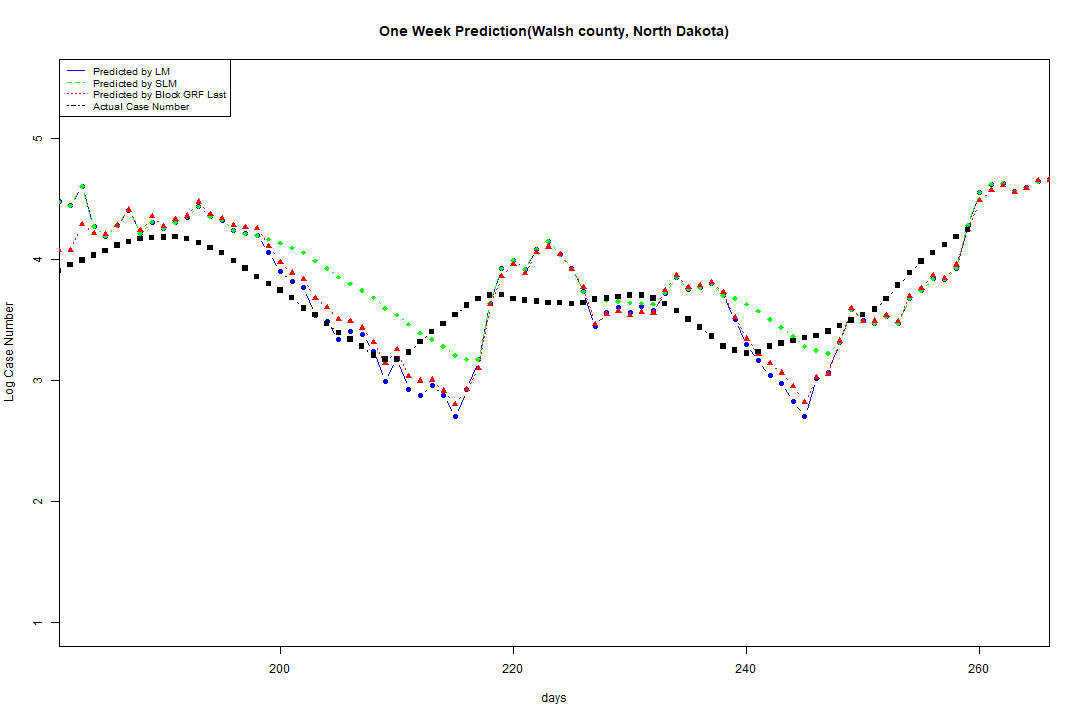 One Week Prediction(Walsh county, North Dakota)
Predicted by LM
Predicted by SLM
Predicted by Block GRF Last
Actual Case Number
5
4
3
2
1
Log Case Number
200 220 240 260
days